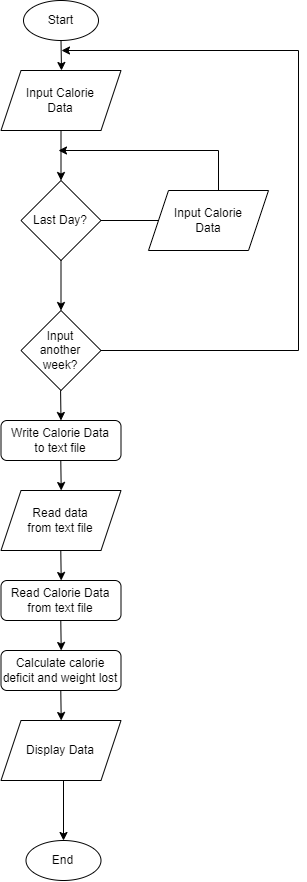 Start
Input Calorie
Data
Last Day?
Input Calorie
Data
Input
another
week?
Write Calorie Data
to text file
Read data
from text file
Read Calorie Data
from text file
Calculate calorie
deficit and weight lost
Display Data
End